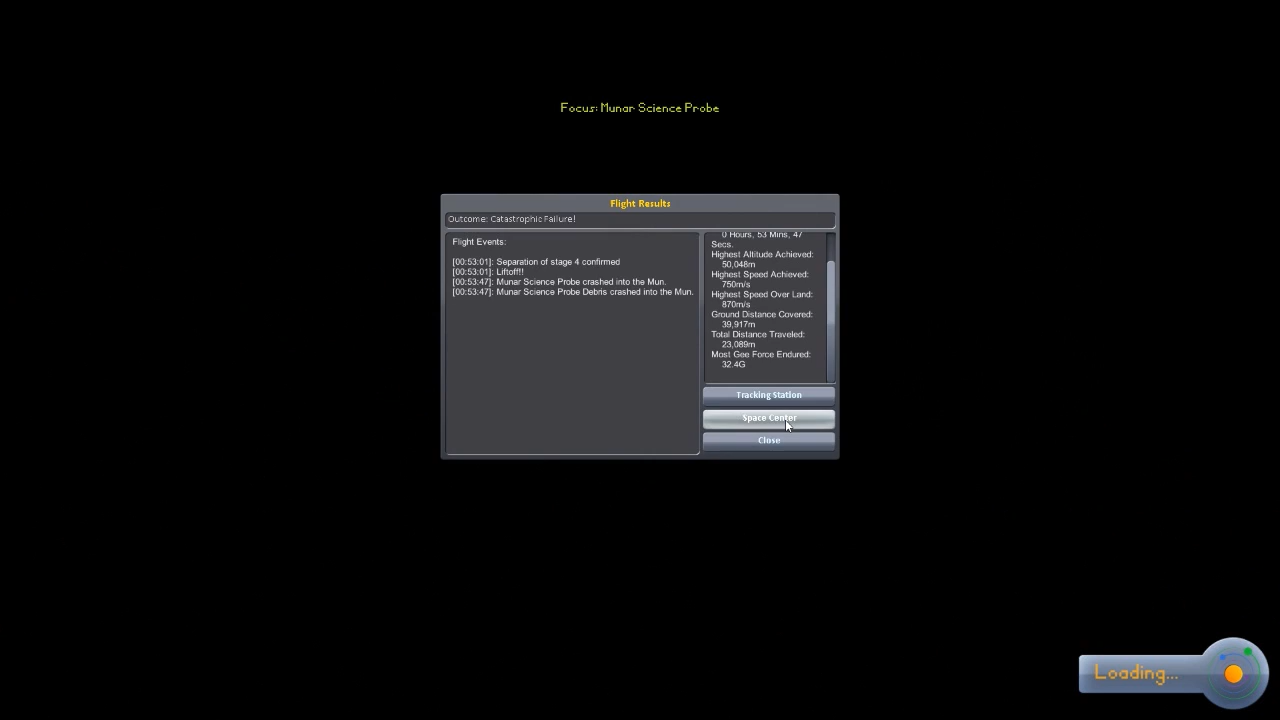 Focus: Munar Science Probe
Flight Results
Outcome: Catastrophic Failure!
Flight Events:
[00:53:01]: Separation of stage 4 confirmed
[00:53:01]: Liftoff!!
[00:53:47]: Munar Science Probe crashed into the Mun.
[00:53:47]: Munar Science Probe Debris crashed into the Mun.
0 Hours, 53 Mins, 47
Secs.
Highest Altitude Achieved:
50,048m
Highest Speed Achieved:
750m/s
Highest Speed Over Land:
870m/s
Ground Distance Covered:
39,917m
Total Distance Traveled:
23,089m
Most Gee Force Endured:
32.4G
Tracking Station
Space Center
Close
Loading...